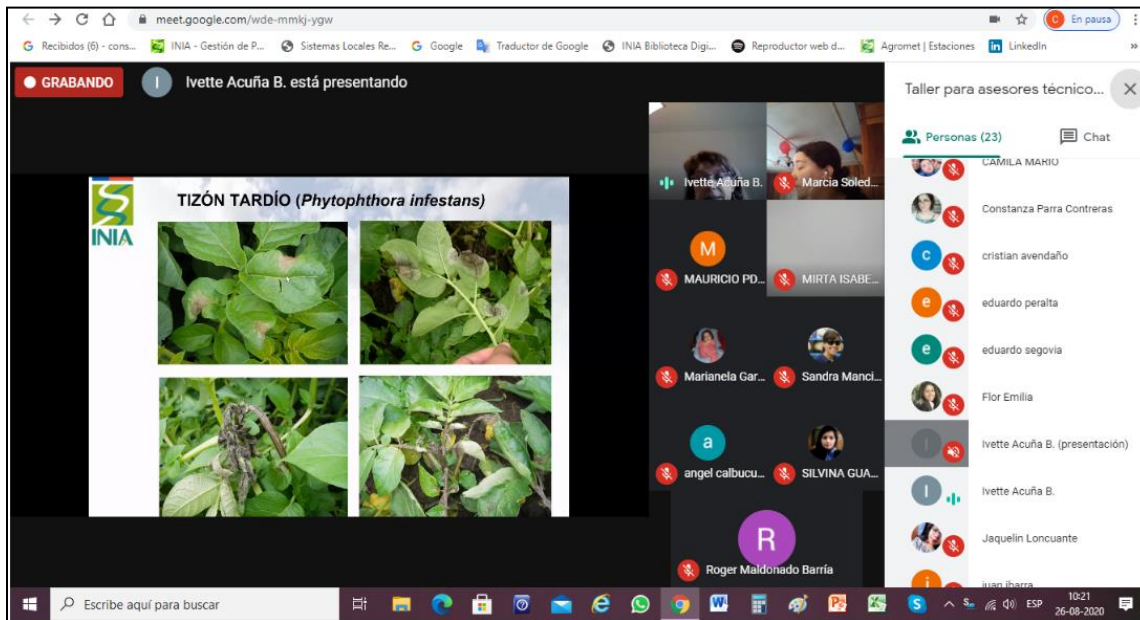 meet.google.com/wde-mmkj-ygw
C
En pausa
Recibidos (6) - cons...
INIA - Gestión de P...
Sistemas Locales Re...
Google
Traductor de Google
INIA Biblioteca Digi...
Reproductor web d...
Agromet | Estaciones
LinkedIn
»
GRABANDO
I
Ivette Acuña B. está presentando
INIA
TIZÓN TARDÍO (Phytophthora infestans)
Ivette Acuña B.
Marcia Soled...
M
MAURICIO PD...
MIRTA ISABE...
Marianela Gar...
Sandra Manci...
a
angel calbucu...
SILVINA GUA...
R
Roger Maldonado Barría
Taller para asesores técnico...
Personas (23)
Chat
CAMILA MARIO
Constanza Parra Contreras
c
cristian avendaño
e
eduardo peralta
e
eduardo segovia
Flor Emilia
I
Ivette Acuña B. (presentación)
I
Ivette Acuña B.
Jaquelin Loncuante
juan ibarra
Escribe aquí para buscar
ESP
10:21
26-08-2020